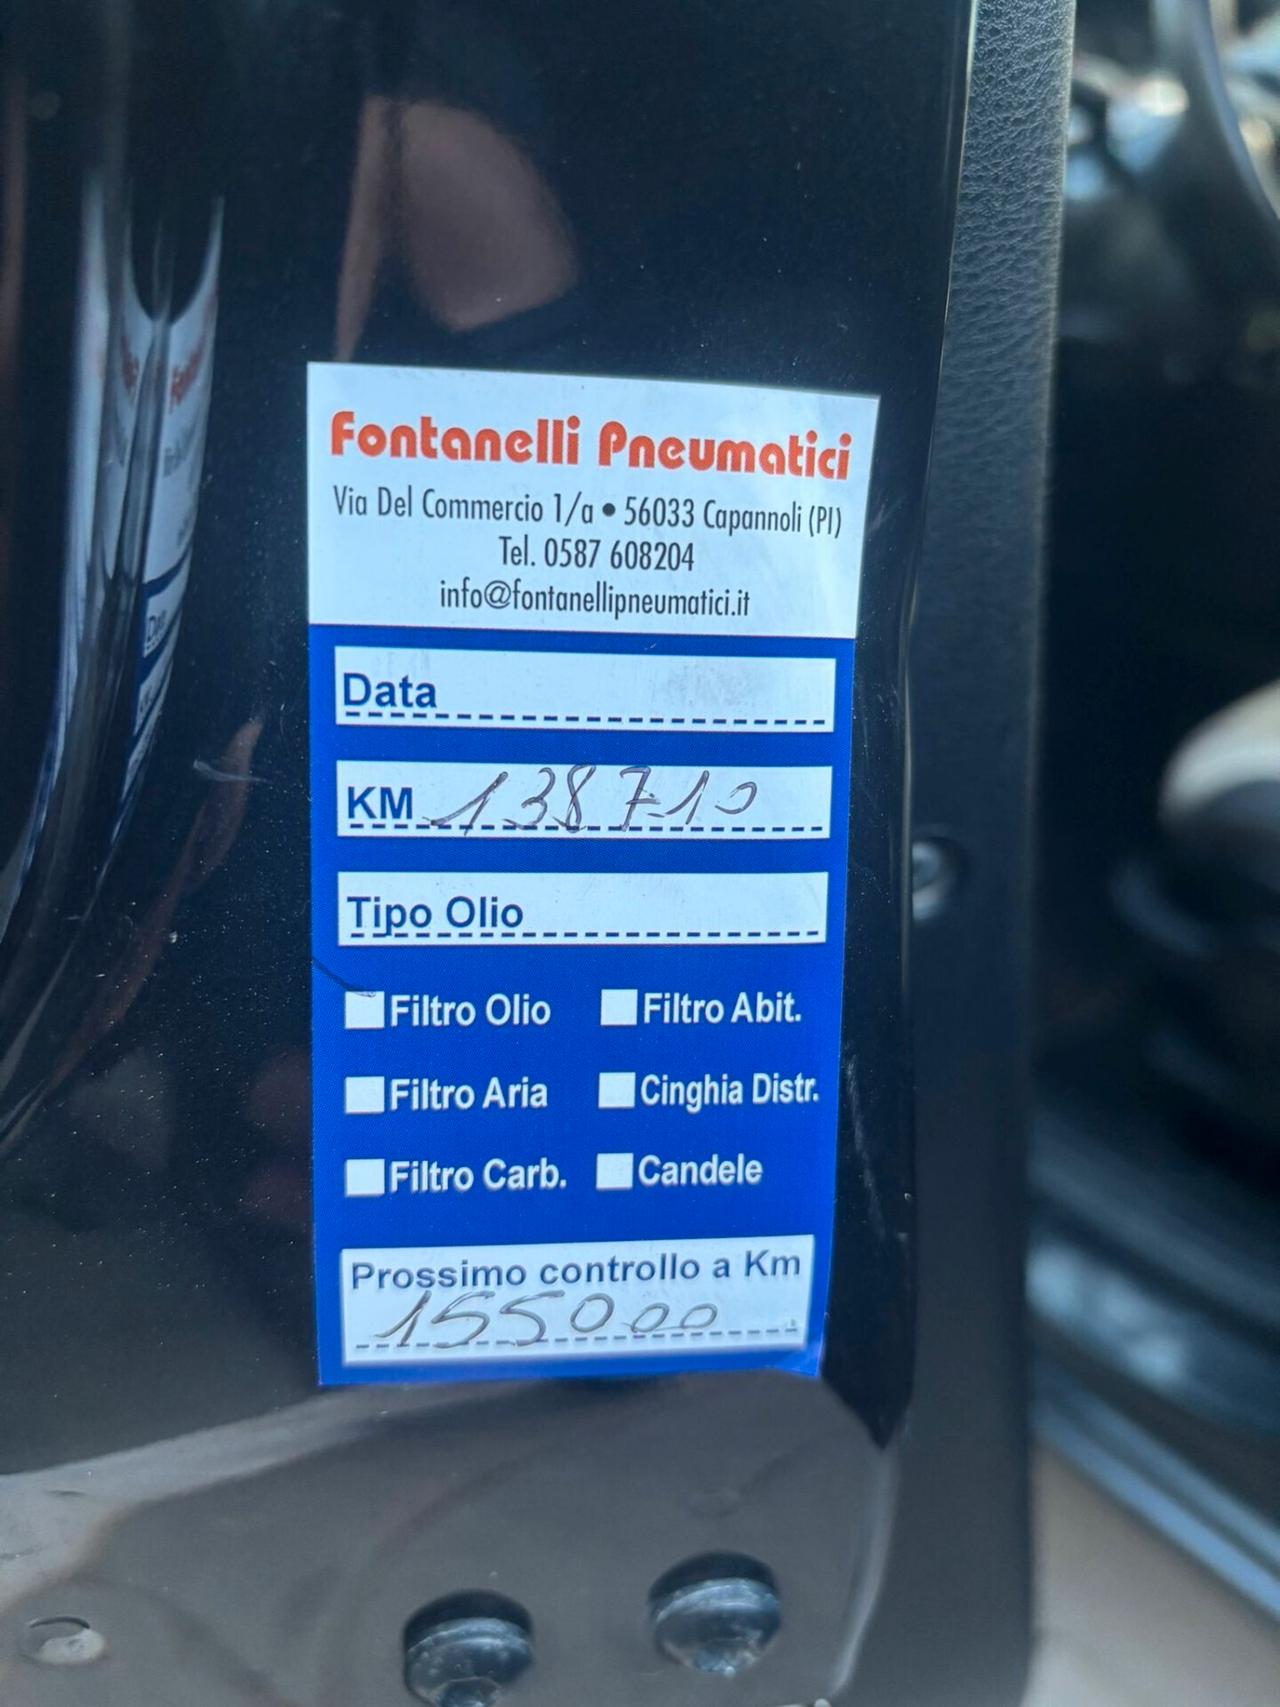 Fontanelli Pneumatici
Via Del Commercio 1/a • 56033 Capannoli (PI)
Tel. 0587 608204
info@fontanellipneumatici.it
Data
KM 138710
Tipo Olio
Filtro Olio Filtro Abit.
Filtro Aria Cinghia Distr.
Filtro Carb. Candele
Prossimo controllo a Km
155000